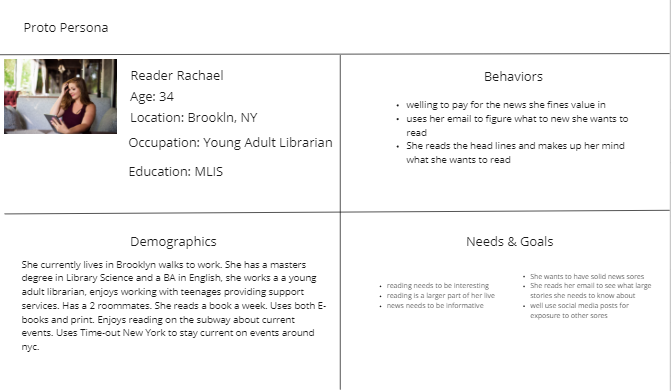 Proto Persona
Reader Rachael
Age: 34
Location: Brookln, NY
Occupation: Young Adult Librarian
Education: MLIS
Behaviors
• welling to pay for the news she fines value in
• uses her email to figure what to new she wants to
read
• She reads the head lines and makes up her mind
what she wants to read
Demographics
She currently lives in Brooklyn walks to work. She has a masters
degree in Library Science and a BA in English, she works a a young
adult librarian, enjoys working with teenages providing support
services. Has a 2 roommates. She reads a book a week. Uses both E-
books and print. Enjoys reading on the subway about current
events. Uses Time-out New York to stay current on events around
nyc.
Needs & Goals
• reading needs to be interesting
• reading is a larger part of her live
• news needs to be informative
• She wants to have solid news sores
• She reads her email to see what large
stories she needs to know about
• well use social media posts for
exposure to other sores